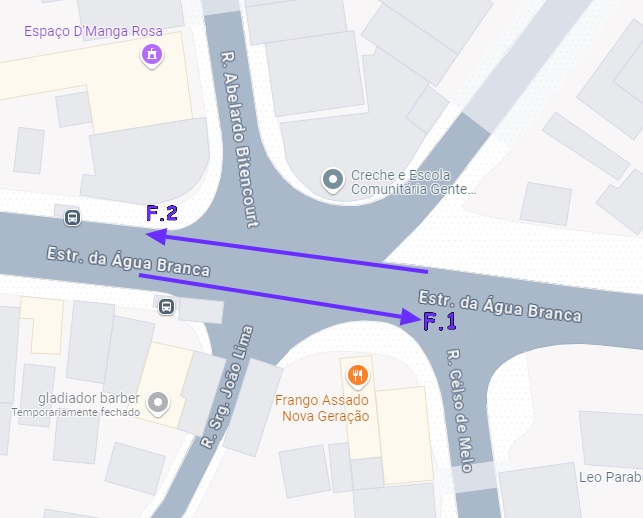 Espaço D'Manga Rosa
R. Abelardo Bitencourt
Creche e Escola
Comunitária Gente...
F.2
Estr. da Água Branca
Estr. da Água Branca
F.1
R. Srg. João Lima
R. Celso de Melo
gladiador barber
Temporariamente fechado
Frango Assado
Nova Geração
Leo Parab